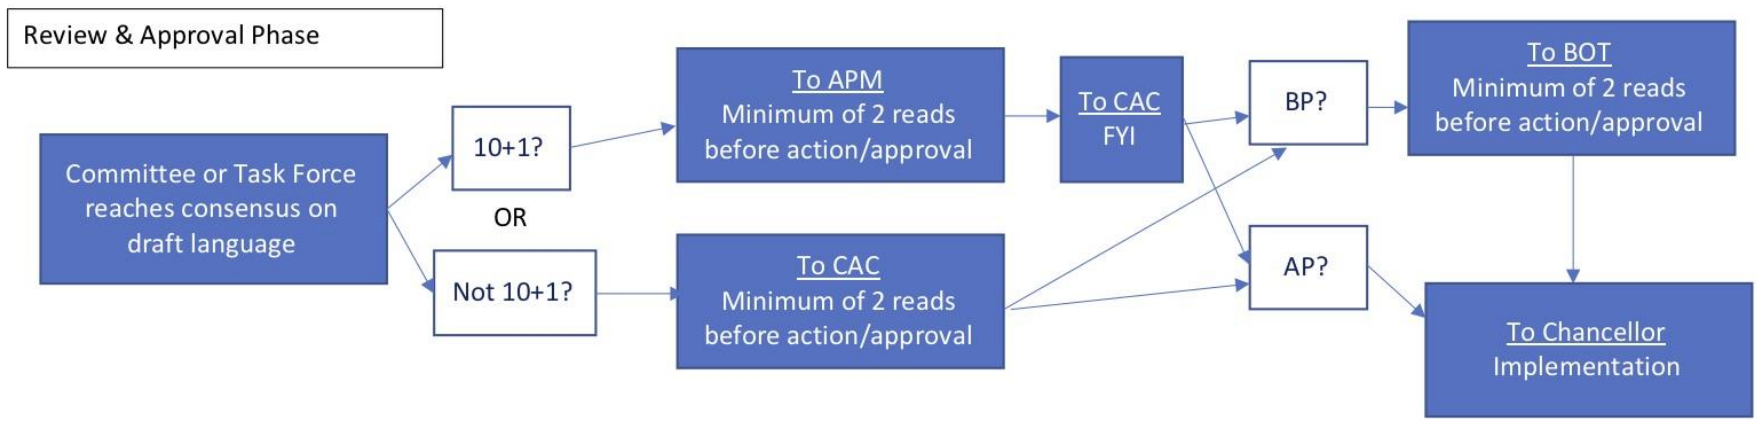 Review & Approval Phase
Committee or Task Force
reaches consensus on
draft language
10+1?
OR
Not 10+1?
To APM
Minimum of 2 reads
before action/approval
To CAC
Minimum of 2 reads
before action/approval
To CAC
FYI
BP?
AP?
To BOT
Minimum of 2 reads
before action/approval
To Chancellor
Implementation